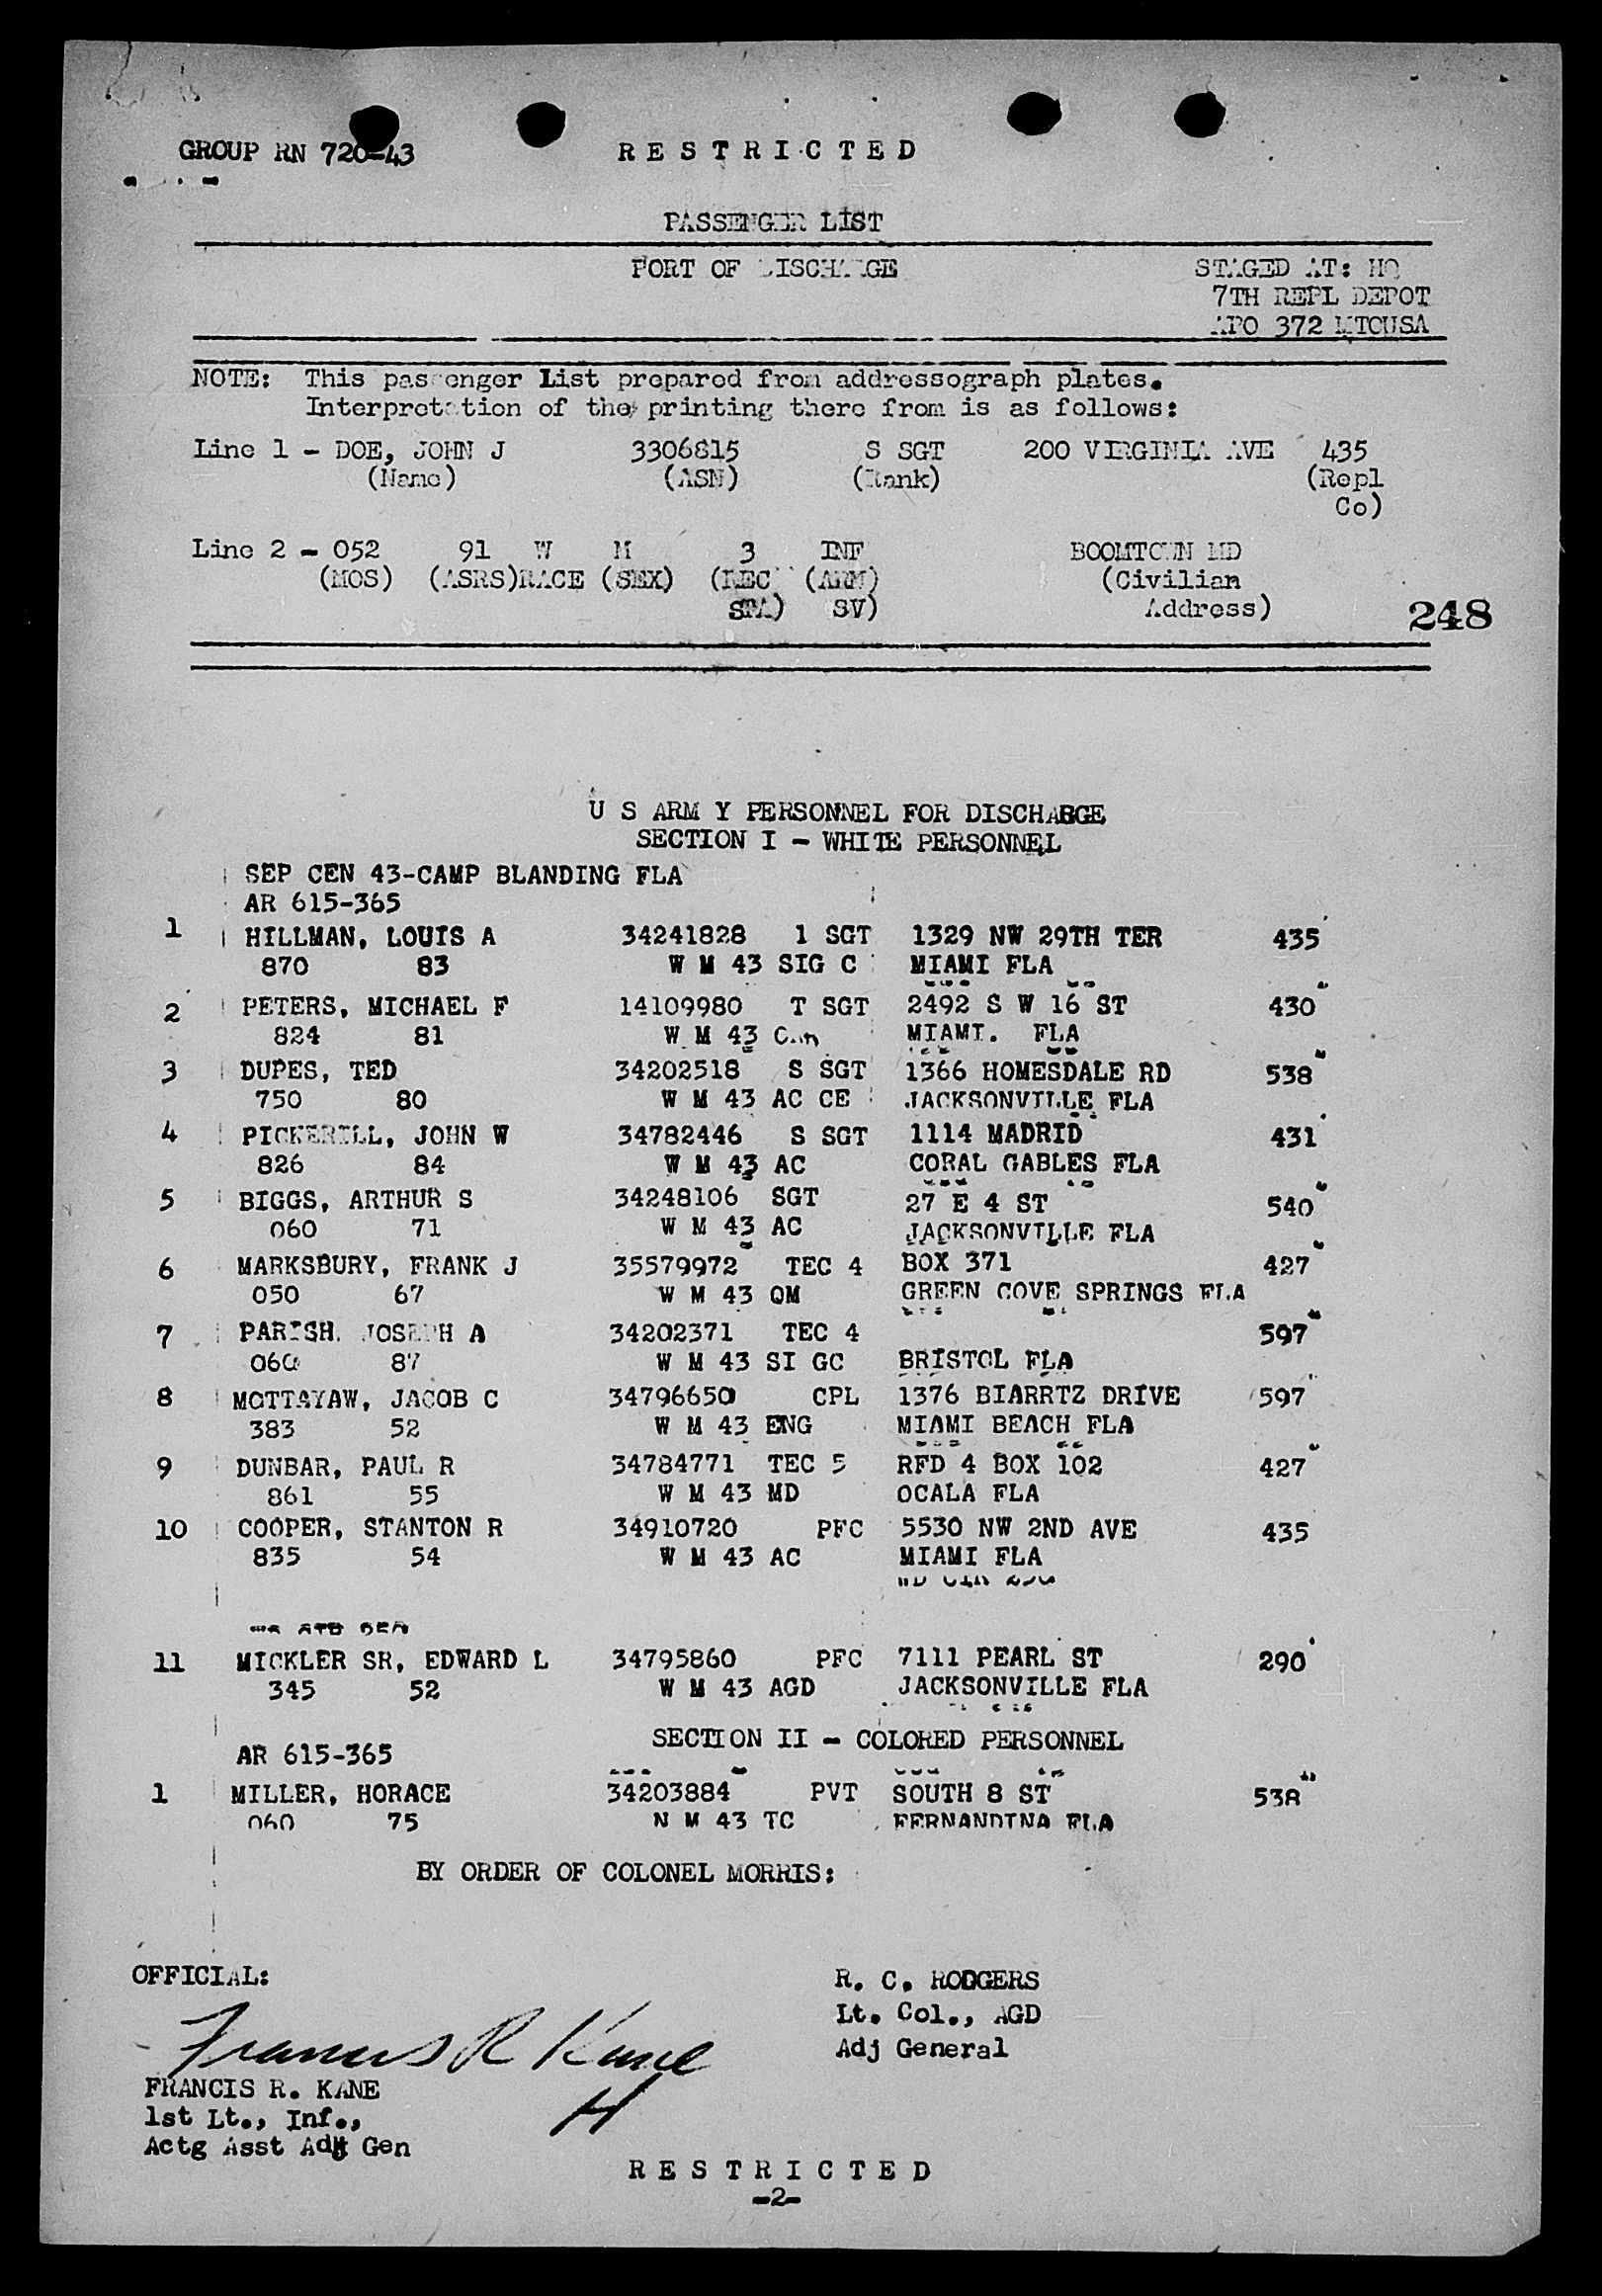 GROUP RN 720-43 R E S T R I C T E D
PASSENGER LIST
PORT OF DISCHARGE STAGED AT: HQ
7TH REPL DEPOT
APO 372 MTOUSA
NOTE: This passenger List prepared from addressograph plates.
Interpretation of the printing there from is as follows:
Line 1 - DOE, JOHN J 3306815 S SGT 200 VIRGINIA AVE 435
(Name) (ASN) (Rank) (Repl
Co)
Line 2 - 052 91 W M 3 INF BOOMTOWN MD
(MOS) (ASRS)RACE (SEX) (REC (ARM) (Civilian
STA) SV) Address)
248
U S ARM Y PERSONNEL FOR DISCHARGE
SECTION I - WHITE PERSONNEL
SEP CEN 43-CAMP BLANDING FLA
AR 615-365
1 HILLMAN, LOUIS A 34241828 1 SGT 1329 NW 29TH TER 435
870 83 W M 43 SIG C MIAMI FLA
2 PETERS, MICHAEL F 14109980 T SGT 2492 S W 16 ST 430
824 81 W M 43 MIAMI. FLA
3 DUPES, TED 34202518 S SGT 1366 HOMESDALE RD 538
750 80 W M 43 AC CE JACKSONVILLE FLA
4 PICKERILL, JOHN W 34782446 S SGT 1114 MADRID 431
826 84 W M 43 AC CORAL GABLES FLA
5 BIGGS, ARTHUR S 34248106 SGT 27 E 4 ST 540
060 71 W M 43 AC JACKSONVILLE FLA
6 MARKSBURY, FRANK J 35579972 TEC 4 BOX 371 427
050 67 W M 43 QM GREEN COVE SPRINGS FLA
7 PARISH, JOSEPH A 34202371 TEC 4 597
060 87 W M 43 SI GC BRISTOL FLA
8 MOTTAYAW, JACOB C 34796650 CPL 1376 BIARRTZ DRIVE 597
383 52 W M 43 ENG MIAMI BEACH FLA
9 DUNBAR, PAUL R 34784771 TEC 5 RFD 4 BOX 102 427
861 55 W M 43 MD OCALA FLA
10 COOPER, STANTON R 34910720 PFC 5530 NW 2ND AVE 435
835 54 W M 43 AC MIAMI FLA
11 MICKLER SR, EDWARD L 34795860 PFC 7111 PEARL ST 290
345 52 W M 43 AGD JACKSONVILLE FLA
SECTION II - COLORED PERSONNEL
AR 615-365
1 MILLER, HORACE 34203884 PVT SOUTH 8 ST 538
060 75 N M 43 TC FERNANDINA FLA
BY ORDER OF COLONEL MORRIS:
OFFICIAL:
R. C. RODGERS
Lt. Col., AGD
Adj General
Francis R Kane
H
FRANCIS R. KANE
1st Lt., Inf.,
Actg Asst Adj Gen
R E S T R I C T E D
-2-